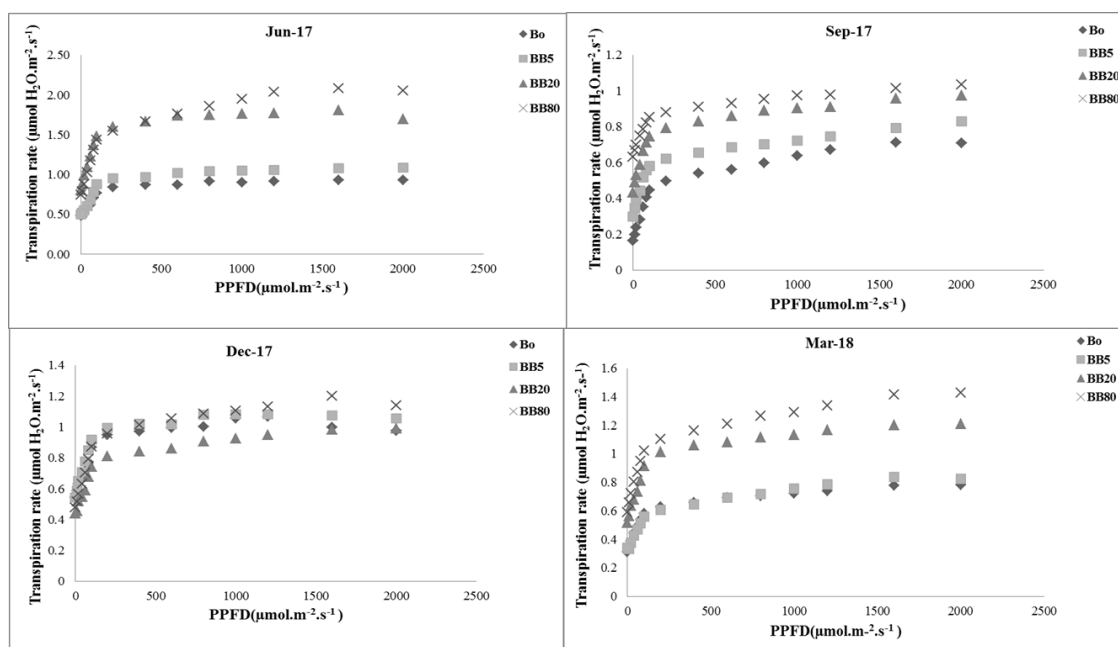 Jun-17
Transpiration rate (µmol H₂O.m⁻².s⁻¹)
2.50
2.00
1.50
1.00
0.50
0.00
0
500
1000
1500
2000
2500
PPFD(µmol.m⁻².s⁻¹ )
Bo
BB5
BB20
BB80
Sep-17
Transpiration rate (µmol H₂O.m⁻².s⁻¹)
1.2
1
0.8
0.6
0.4
0.2
0
0
500
1000
1500
2000
2500
PPFD(µmol.m⁻².s⁻¹ )
Bo
BB5
BB20
BB80
Dec-17
Transpiration rate (µmol H₂O.m⁻².s⁻¹)
1.4
1.2
1
0.8
0.6
0.4
0.2
0
0
500
1000
1500
2000
2500
PPFD(µmol.m⁻².s⁻¹ )
Bo
BB5
BB20
BB80
Mar-18
Transpiration rate (µmol H₂O.m⁻².s⁻¹)
1.6
1.4
1.2
1
0.8
0.6
0.4
0.2
0
0
500
1000
1500
2000
2500
PPFD(µmol.m-².s⁻¹ )
Bo
BB5
BB20
BB80